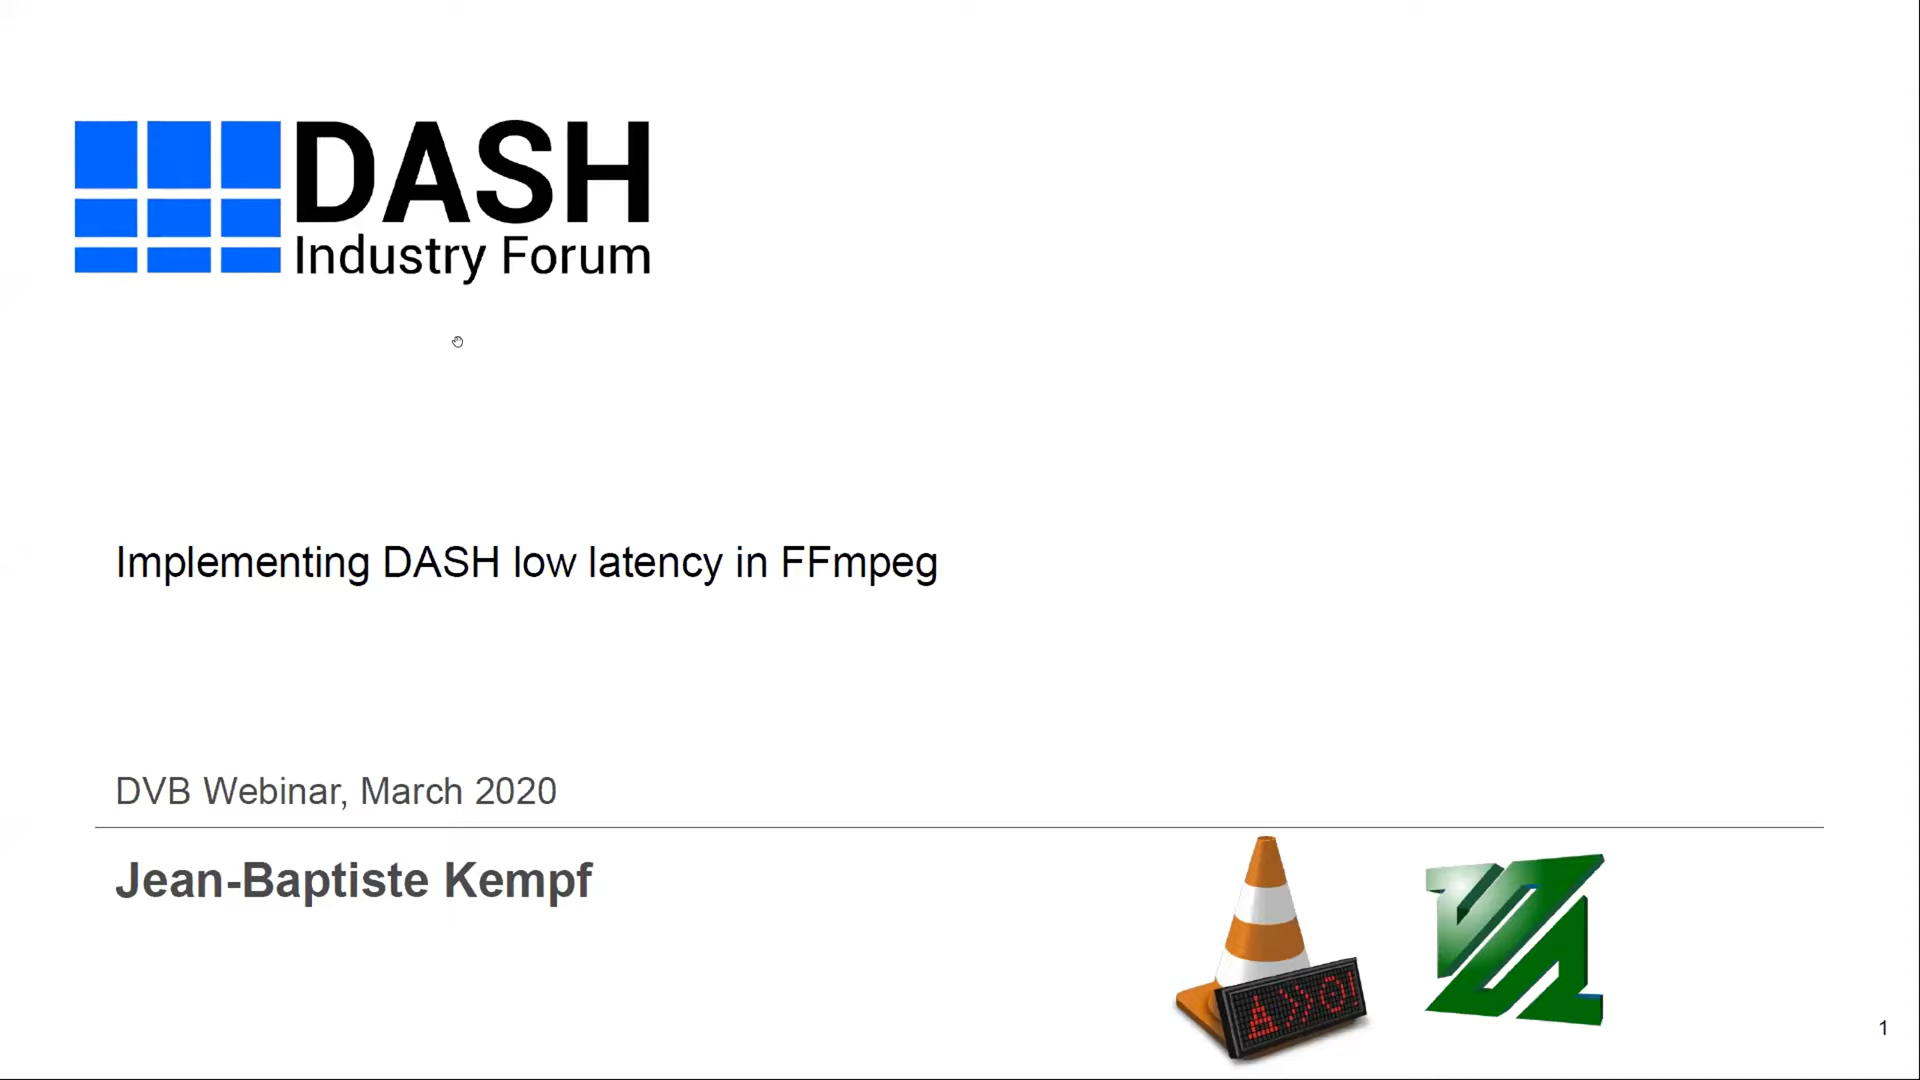 DASH
Industry Forum
Implementing DASH low latency in FFmpeg
DVB Webinar, March 2020
Jean-Baptiste Kempf
1